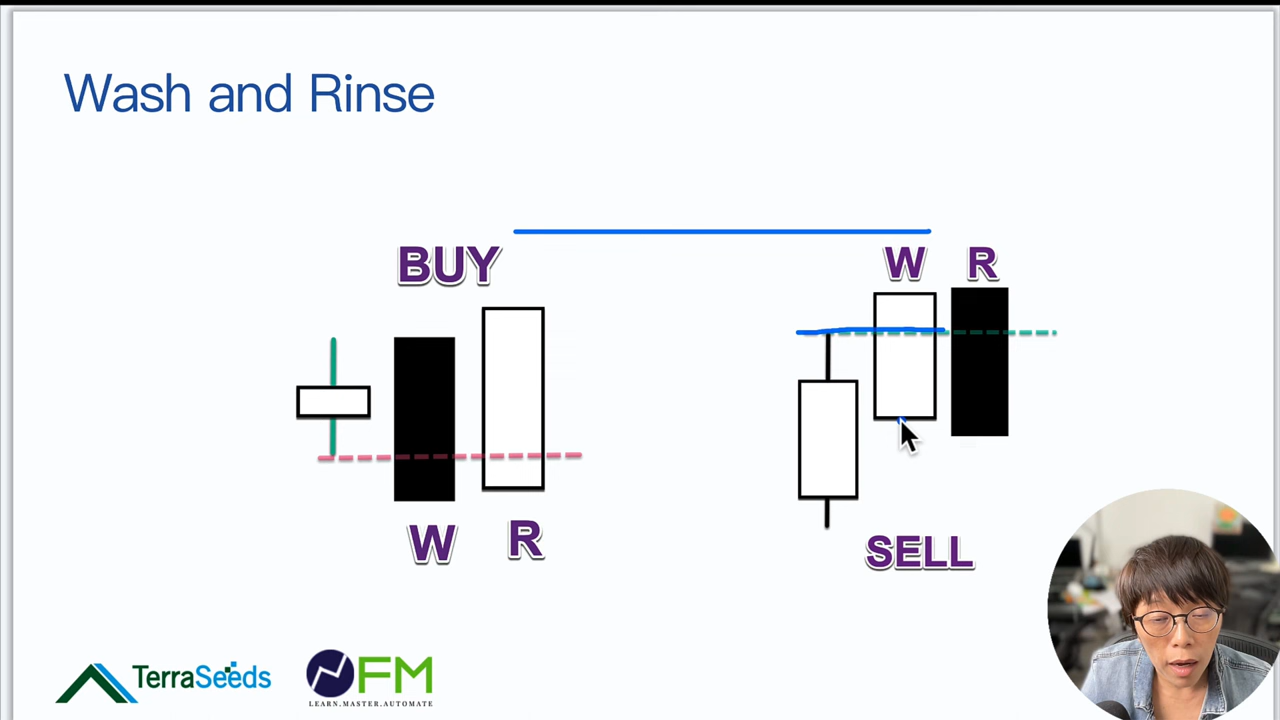 Wash and Rinse
BUY
W R
W R
SELL
TerraSeeds
FM
LEARN.MASTER.AUTOMATE